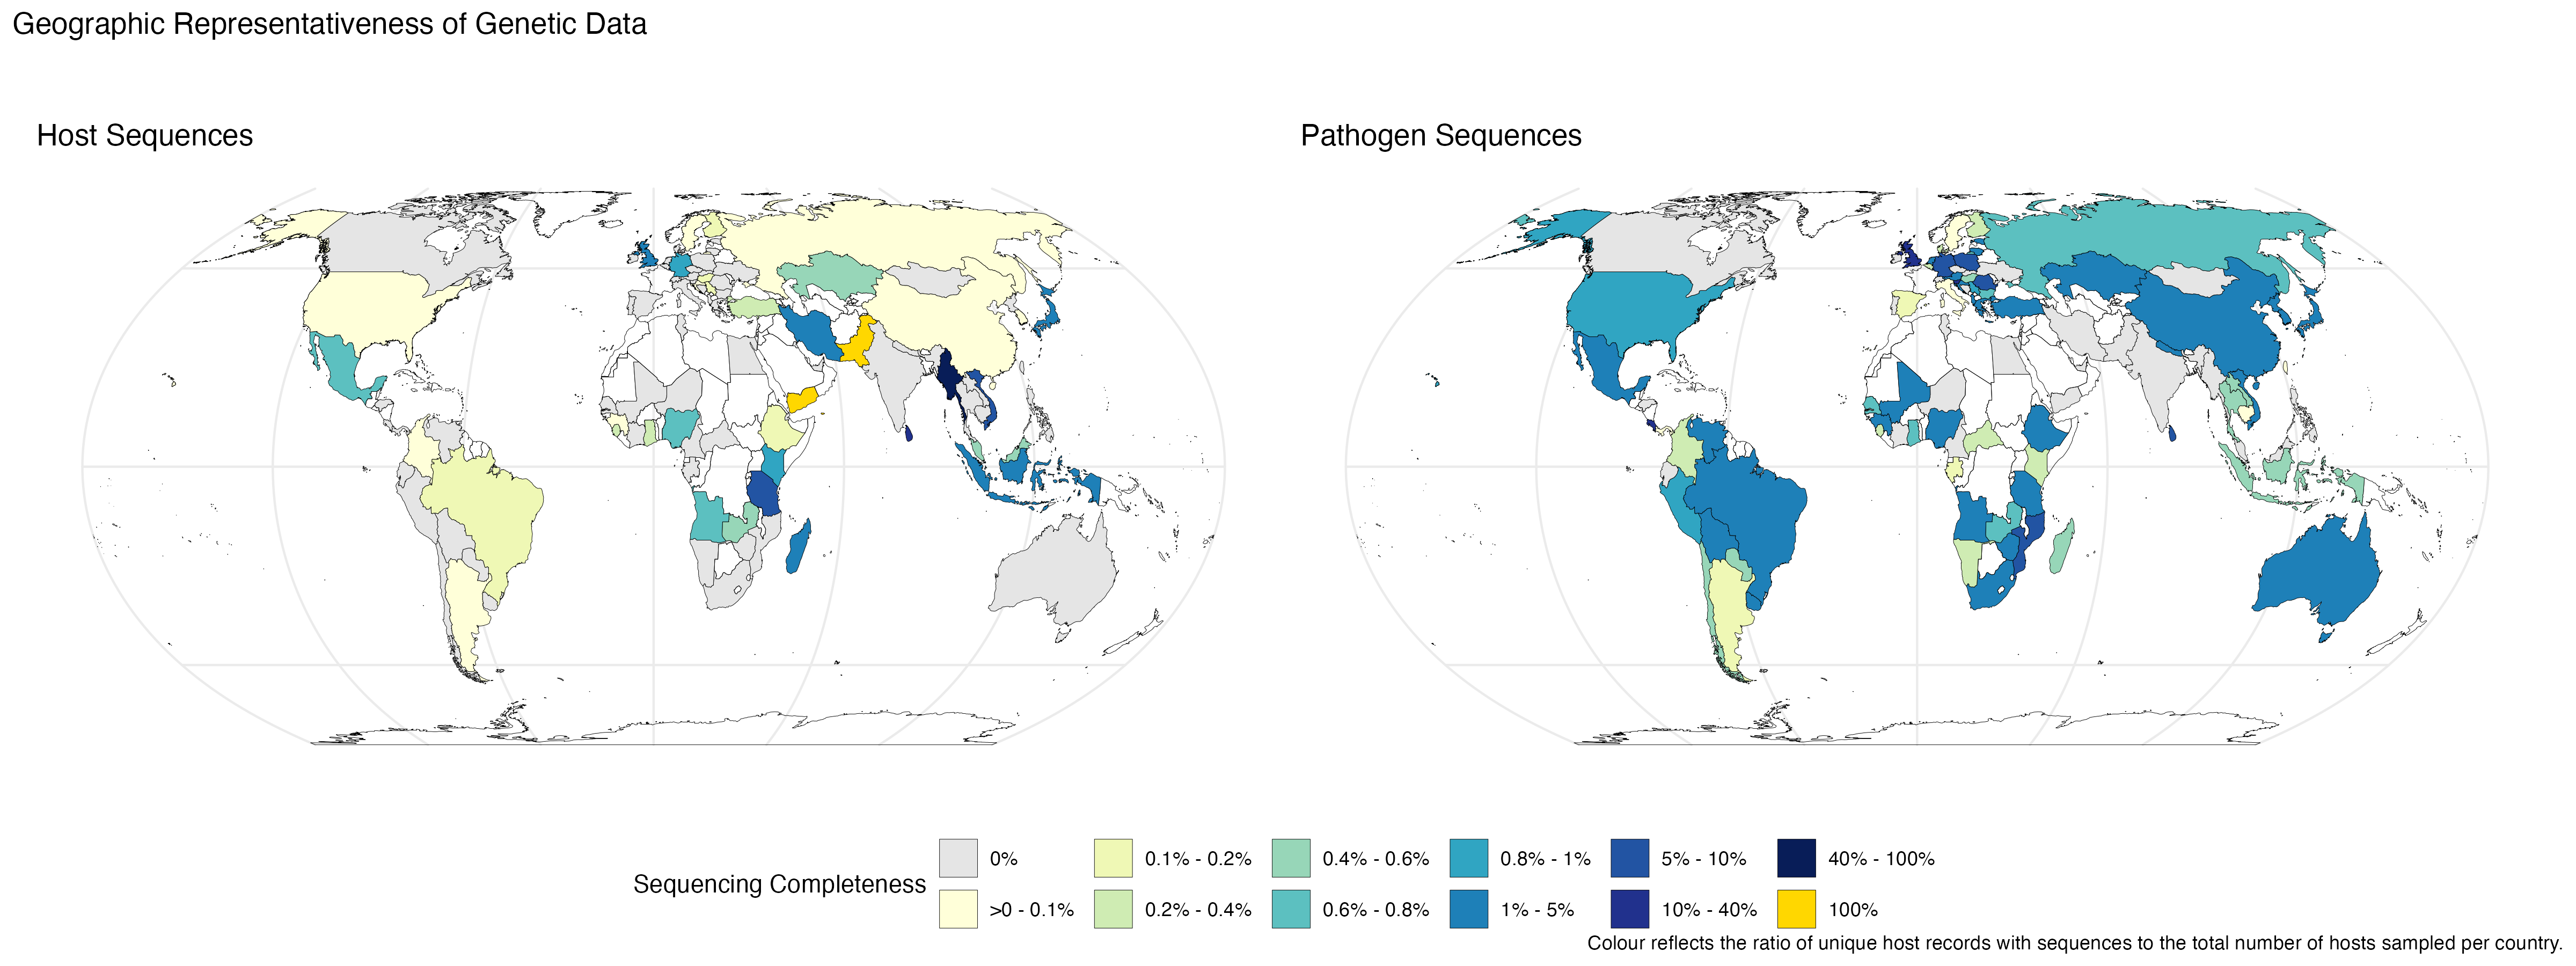 Geographic Representativeness of Genetic Data
Host Sequences
Pathogen Sequences
Sequencing Completeness
0%
>0 - 0.1%
0.1% - 0.2%
0.2% - 0.4%
0.4% - 0.6%
0.6% - 0.8%
0.8% - 1%
1% - 5%
5% - 10%
10% - 40%
40% - 100%
100%
Colour reflects the ratio of unique host records with sequences to the total number of hosts sampled per country.